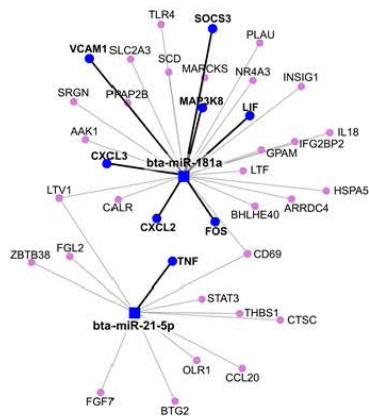 TLR4
SOCS3
VCAM1
SLC2A3
PLAU
SCD
MARCKS
NR4A3
INSIG1
SRGN
PPAP2B
MAP3K8
LIF
AAK1
IL18
IFG2BP2
GPAM
CXCL3
bta-miR-181a
LTF
LTV1
HSPA5
CALR
ARRDC4
BHLHE40
CXCL2
FOS
ZBTB38
FGL2
TNF
CD69
STAT3
THBS1
CTSC
bta-miR-21-5p
OLR1
CCL20
FGF7
BTG2